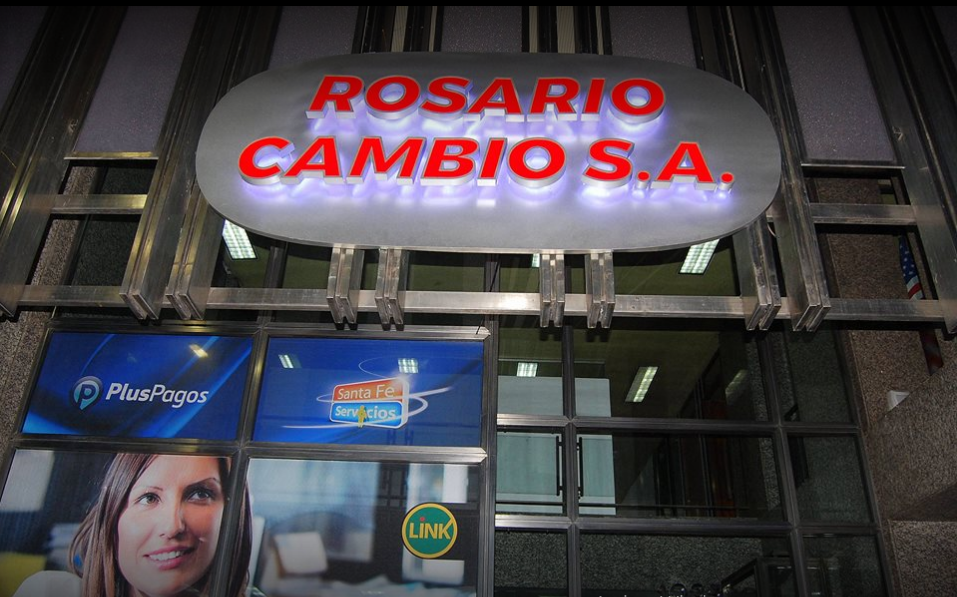 ROSARIO
CAMBIO S.A.
PlusPagos
Santa Fe
Servicios
LINK